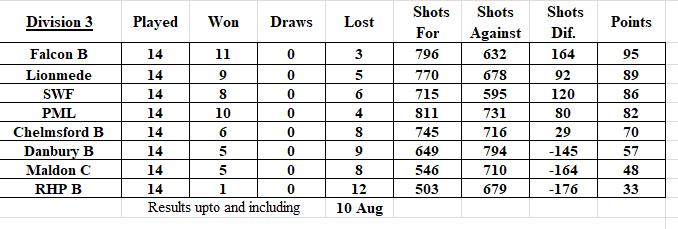 Division 3 Played Won Draws Lost Shots For Shots Against Shots Dif. Points
Falcon B 14 11 0 3 796 632 164 95
Lionmede 14 9 0 5 770 678 92 89
SWF 14 8 0 6 715 595 120 86
PML 14 10 0 4 811 731 80 82
Chelmsford B 14 6 0 8 745 716 29 70
Danbury B 14 5 0 9 649 794 -145 57
Maldon C 14 5 0 8 546 710 -164 48
RHP B 14 1 0 12 503 679 -176 33
Results upto and including 10 Aug